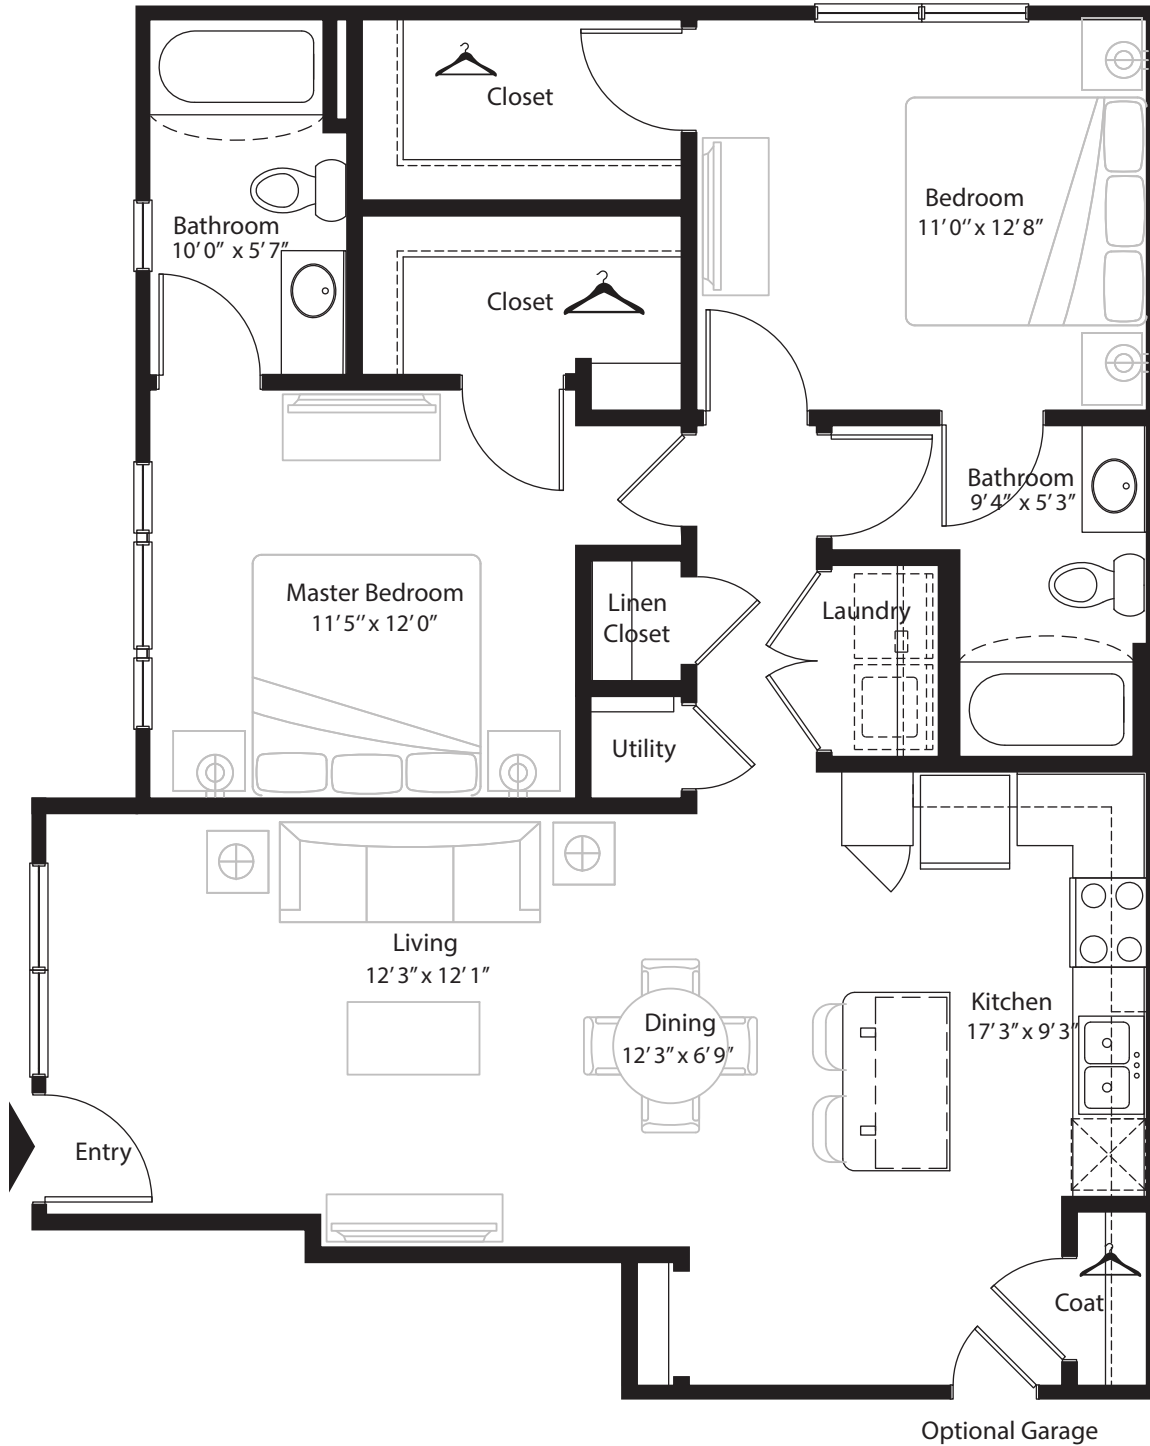 Closet
Bedroom
11'0" x 12'8"
Bathroom
10'0" x 5'7"
Closet
Bathroom
9'4" x 5'3"
Master Bedroom
11'5" x 12'0"
Linen
Closet
Laundry
Utility
Living
12'3" x 12'1"
Dining
12'3" x 6'9"
Kitchen
17'3" x 9'3"
Entry
Coat
Optional Garage